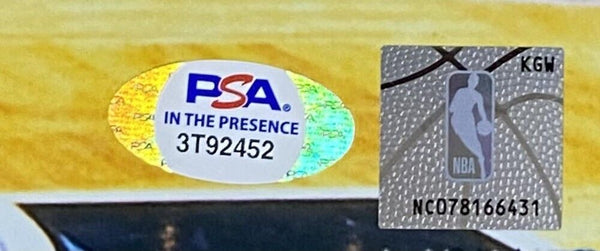 PSA®
IN THE PRESENCE
3T92452
KGW
NBA
NC078166431